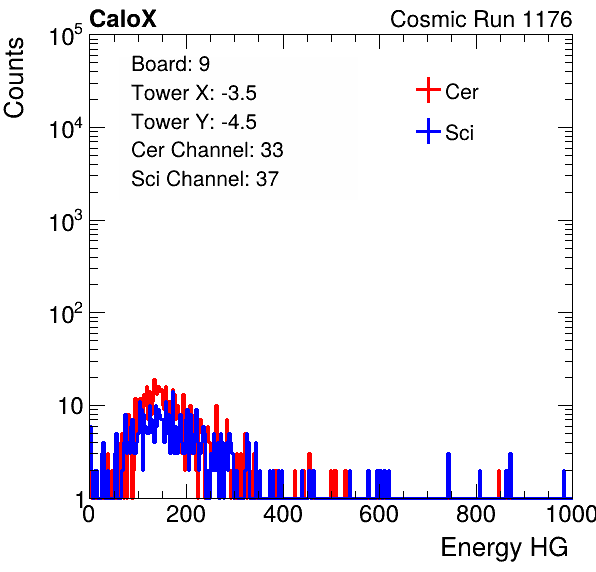 CaloX Cosmic Run 1176
Counts
10^5
10^4
10^3
10^2
10
1
Board: 9
Tower X: -3.5
Tower Y: -4.5
Cer Channel: 33
Sci Channel: 37
Cer
Sci
0 200 400 600 800 1000
Energy HG